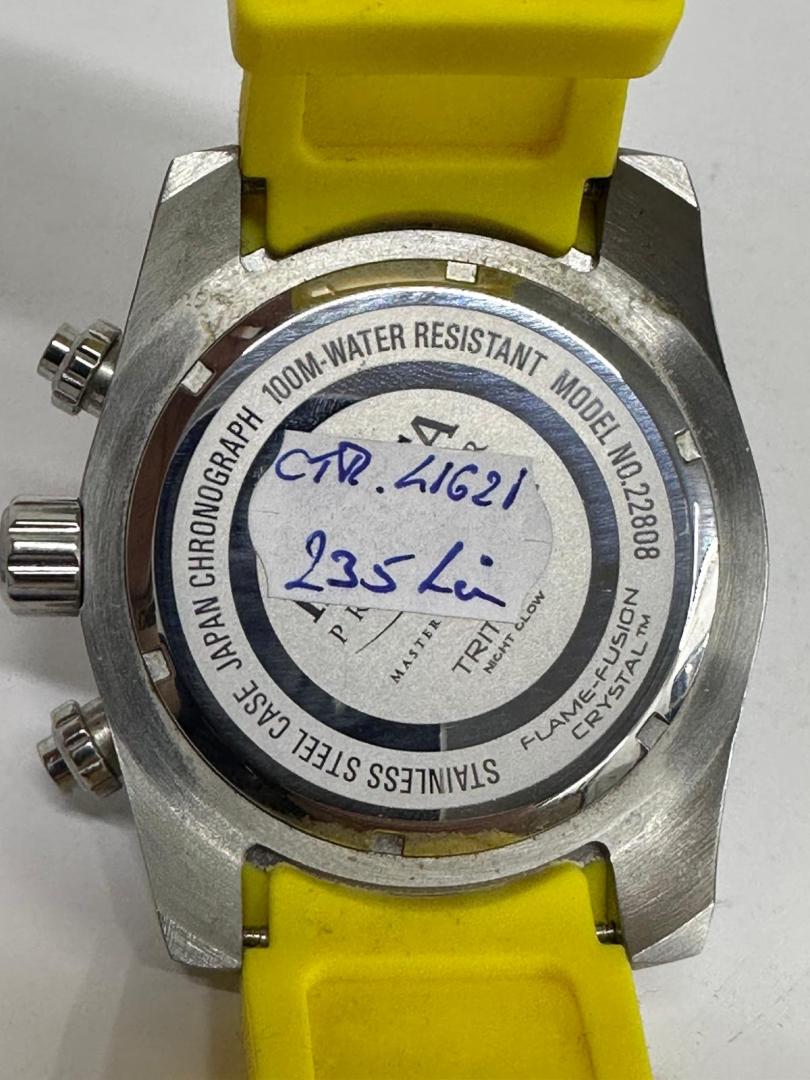 100M-WATER RESISTANT
MODEL NO.22808
JAPAN CHRONOGRAPH
STAINLESS STEEL CASE
FLAME-FUSION
CRYSTAL™
CTR. 41621
235 Lei
MASTER
NIGHT GLOW